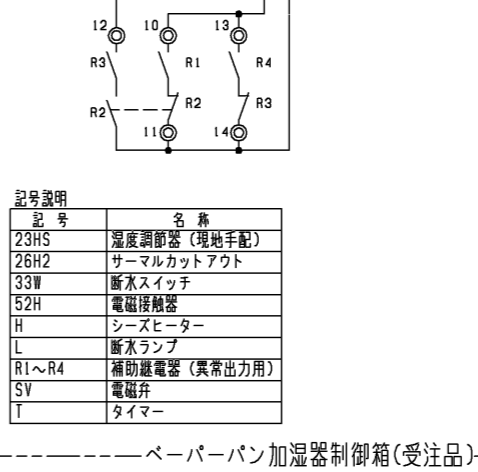 12 10 13
R3 R1 R4
R2 R2 R3
11 14
記号説明
記 号 名 称
23HS 湿度調節器（現地手配）
26H2 サーマルカットアウト
33W 断水スイッチ
52H 電磁接触器
H シーズヒーター
L 断水ランプ
R1～R4 補助継電器（異常出力用）
SV 電磁弁
T タイマー
ベーパーパン加湿器制御箱(受注品)